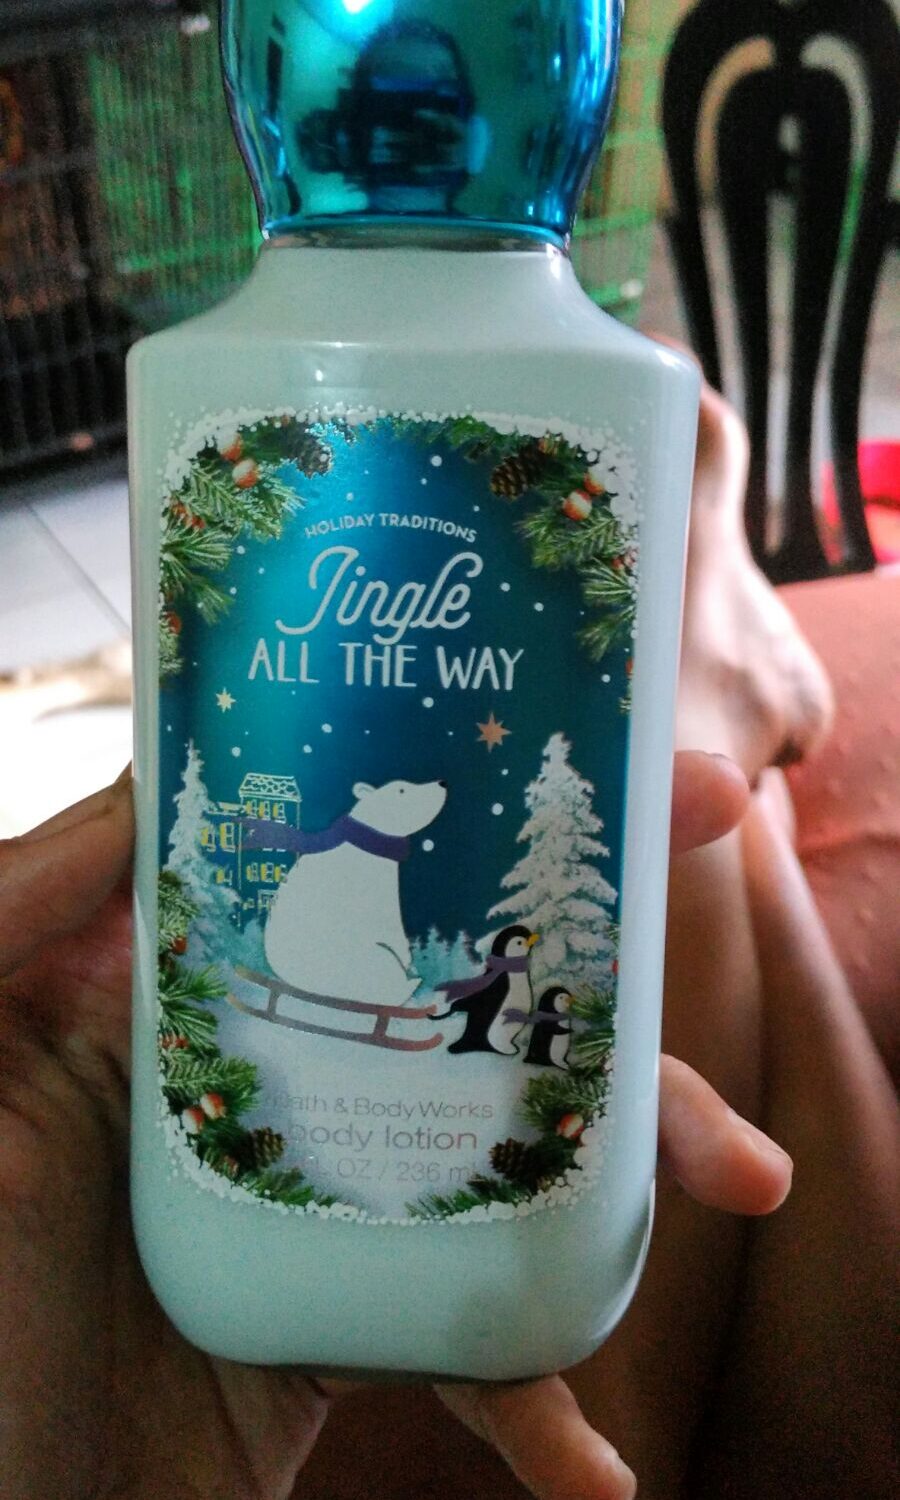 HOLIDAY TRADITIONS
Jingle
ALL THE WAY
Bath & Body Works
body lotion
OZ / 236 mL